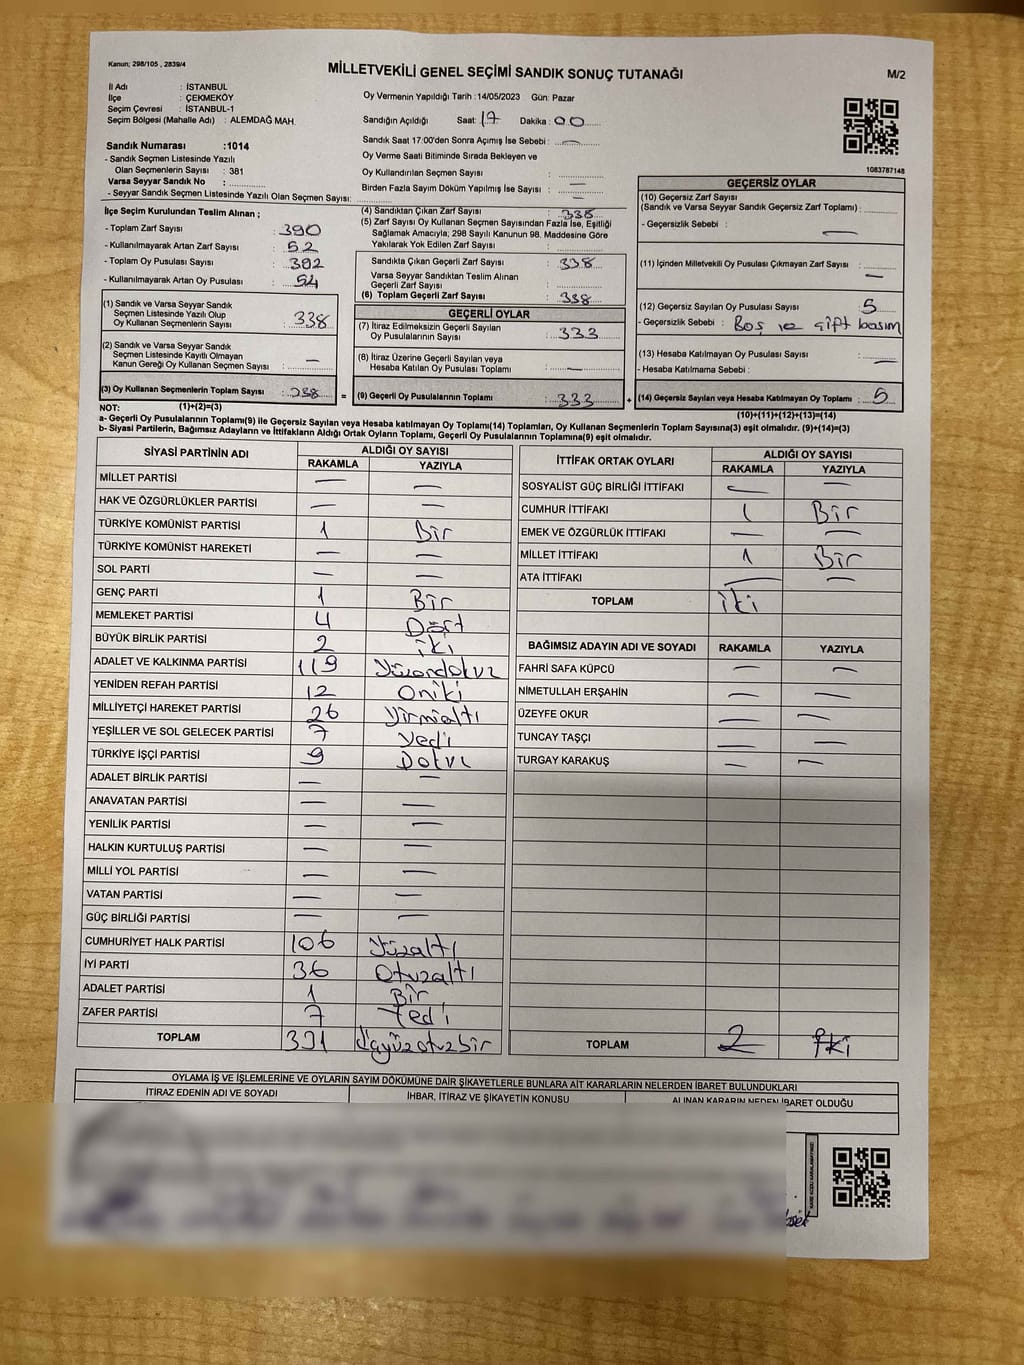 Kanun; 298/105 , 2839/4
MİLLETVEKİLİ GENEL SEÇİMİ SANDIK SONUÇ TUTANAĞI
M/2
İl Adı : İSTANBUL
İlçe : ÇEKMEKÖY
Seçim Çevresi : İSTANBUL-1
Seçim Bölgesi (Mahalle Adı) : ALEMDAĞ MAH.
Oy Vermenin Yapıldığı Tarih :14/05/2023 Gün: Pazar
Sandığın Açıldığı Saat: 17 Dakika : 00
Sandık Saat 17:00'den Sonra Açımış İse Sebebi : —
Oy Verme Saati Bitiminde Sırada Bekleyen ve
Oy Kullandırılan Seçmen Sayısı : —
Birden Fazla Sayım Döküm Yapılmış İse Sayısı : —
1083787148
Sandık Numarası :1014
- Sandık Seçmen Listesinde Yazılı
Olan Seçmenlerin Sayısı : 381
Varsa Seyyar Sandık No :
- Seyyar Sandık Seçmen Listesinde Yazılı Olan Seçmen Sayısı:
İlçe Seçim Kurulundan Teslim Alınan ;
- Toplam Zarf Sayısı : 390
- Kullanılmayarak Artan Zarf Sayısı : 52
- Toplam Oy Pusulası Sayısı : 392
- Kullanılmayarak Artan Oy Pusulası : 54
(1) Sandık ve Varsa Seyyar Sandık
Seçmen Listesinde Yazılı Olup
Oy Kullanan Seçmenlerin Sayısı : 338
(2) Sandık ve Varsa Seyyar Sandık
Seçmen Listesinde Kayıtlı Olmayan
Kanun Gereği Oy Kullanan Seçmen Sayısı : —
(3) Oy Kullanan Seçmenlerin Toplam Sayısı : 338 =
(1)+(2)=(3)
(4) Sandıktan Çıkan Zarf Sayısı : 338
(5) Zarf Sayısı Oy Kullanan Seçmen Sayısından Fazla İse, Eşitliği
Sağlamak Amacıyla; 298 Sayılı Kanunun 98. Maddesine Göre
Yakılarak Yok Edilen Zarf Sayısı :
Sandıkta Çıkan Geçerli Zarf Sayısı : 338
Varsa Seyyar Sandıktan Teslim Alınan
Geçerli Zarf Sayısı :
(6) Toplam Geçerli Zarf Sayısı : 338
GEÇERLİ OYLAR
(7) İtiraz Edilmeksizin Geçerli Sayılan
Oy Pusulalarının Sayısı : 333
(8) İtiraz Üzerine Geçerli Sayılan veya
Hesaba Katılan Oy Pusulası Toplamı : —
(9) Geçerli Oy Pusulalarının Toplamı : 333 +
GEÇERSİZ OYLAR
(10) Geçersiz Zarf Sayısı
(Sandık ve Varsa Seyyar Sandık Geçersiz Zarf Toplamı) :
- Geçersizlik Sebebi : —
(11) İçinden Milletvekili Oy Pusulası Çıkmayan Zarf Sayısı : —
(12) Geçersiz Sayılan Oy Pusulası Sayısı : 5
- Geçersizlik Sebebi : Boş ve çift basım
(13) Hesaba Katılmayan Oy Pusulası Sayısı : —
- Hesaba Katılmama Sebebi :
(14) Geçersiz Sayılan veya Hesaba Katılmayan Oy Toplamı : 5
(10)+(11)+(12)+(13)=(14)
NOT:
a- Geçerli Oy Pusulalarının Toplamı(9) ile Geçersiz Sayılan veya Hesaba katılmayan Oy Toplamı(14) Toplamları, Oy Kullanan Seçmenlerin Toplam Sayısına(3) eşit olmalıdır. (9)+(14)=(3)
b- Siyasi Partilerin, Bağımsız Adayların ve İttifakların Aldığı Ortak Oyların Toplamı, Geçerli Oy Pusulalarının Toplamına(9) eşit olmalıdır.
SİYASİ PARTİNİN ADI ALDIĞI OY SAYISI
RAKAMLA YAZIYLA
MİLLET PARTİSİ — —
HAK VE ÖZGÜRLÜKLER PARTİSİ — —
TÜRKİYE KOMÜNİST PARTİSİ 1 Bir
TÜRKİYE KOMÜNİST HAREKETİ — —
SOL PARTİ — —
GENÇ PARTİ 1 Bir
MEMLEKET PARTİSİ 4 Dört
BÜYÜK BİRLİK PARTİSİ 2 iki
ADALET VE KALKINMA PARTİSİ 119 Yüzondokuz
YENİDEN REFAH PARTİSİ 12 Oniki
MİLLİYETÇİ HAREKET PARTİSİ 26 Yirmialtı
YEŞİLLER VE SOL GELECEK PARTİSİ 7 Yedi
TÜRKİYE İŞÇİ PARTİSİ 9 Dokuz
ADALET BİRLİK PARTİSİ — —
ANAVATAN PARTİSİ — —
YENİLİK PARTİSİ — —
HALKIN KURTULUŞ PARTİSİ — —
MİLLİ YOL PARTİSİ — —
VATAN PARTİSİ — —
GÜÇ BİRLİĞİ PARTİSİ — —
CUMHURİYET HALK PARTİSİ 106 Yüzaltı
İYİ PARTİ 36 Otuzaltı
ADALET PARTİSİ 1 Bir
ZAFER PARTİSİ 7 Yedi
TOPLAM 331 üçyüzotuzbir
İTTİFAK ORTAK OYLARI ALDIĞI OY SAYISI
RAKAMLA YAZIYLA
SOSYALİST GÜÇ BİRLİĞİ İTTİFAKI — —
CUMHUR İTTİFAKI 1 Bir
EMEK VE ÖZGÜRLÜK İTTİFAKI — —
MİLLET İTTİFAKI 1 Bir
ATA İTTİFAKI — —
TOPLAM iki
BAĞIMSIZ ADAYIN ADI VE SOYADI RAKAMLA YAZIYLA
FAHRİ SAFA KÜPCÜ — —
NİMETULLAH ERŞAHİN — —
ÜZEYFE OKUR — —
TUNCAY TAŞÇI — —
TURGAY KARAKUŞ — —
TOPLAM 2 iki
OYLAMA İŞ VE İŞLEMLERİNE VE OYLARIN SAYIM DÖKÜMÜNE DAİR ŞİKAYETLERLE BUNLARA AİT KARARLARIN NELERDEN İBARET BULUNDUKLARI
İTİRAZ EDENİN ADI VE SOYADI İHBAR, İTİRAZ VE ŞİKAYETİN KONUSU ALINAN KARARIN NEDEN İBARET OLDUĞU